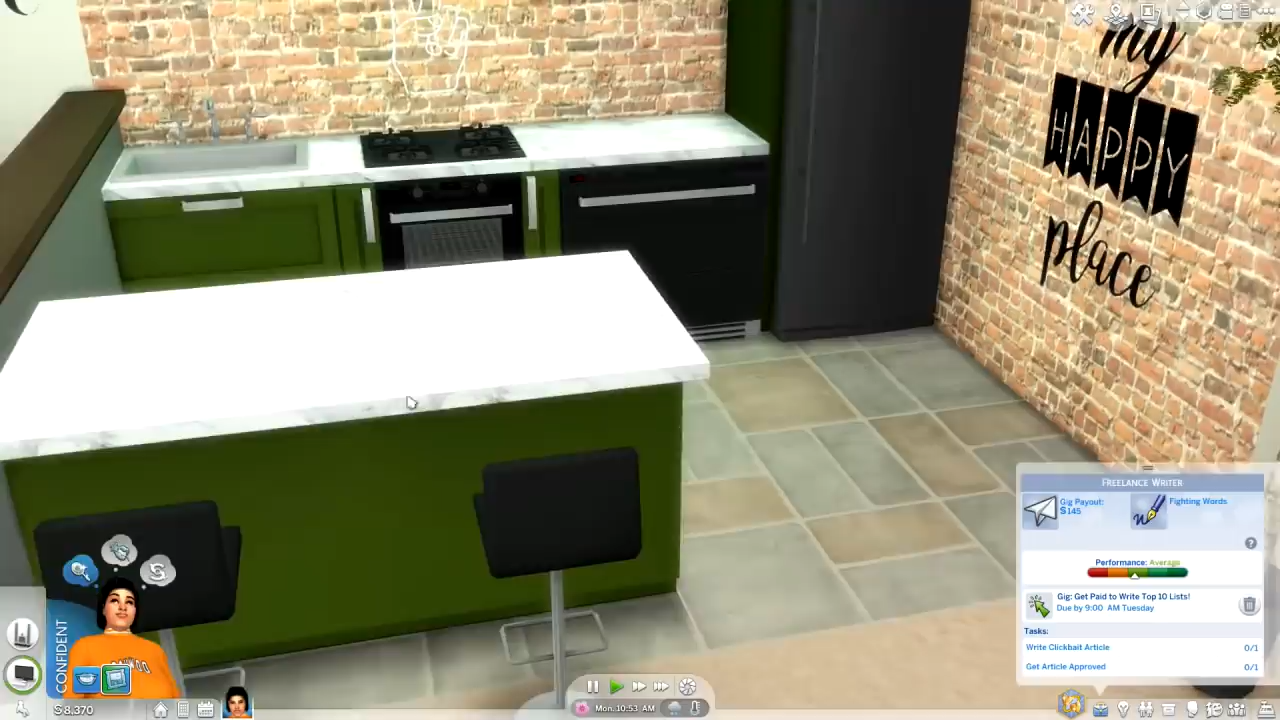 my
HAPPY
place
FREELANCE WRITER
Gig Payout:
§145
Fighting Words
Performance: Average
Gig: Get Paid to Write Top 10 Lists!
Due by 9:00 AM Tuesday
Tasks:
Write Clickbait Article 0/1
Get Article Approved 0/1
CONFIDENT
§8,370
Mon. 10:53 AM